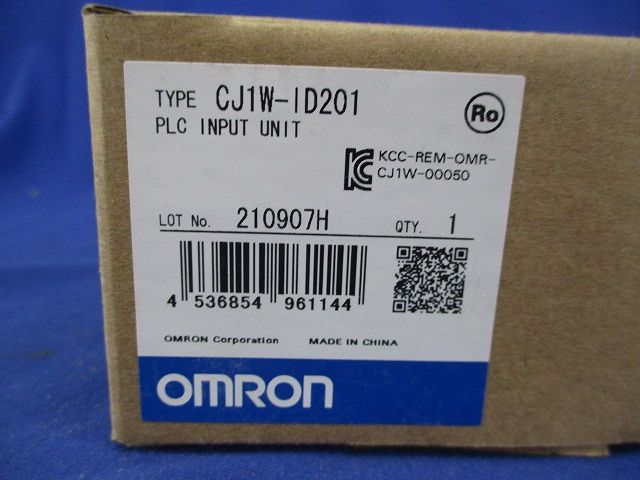 TYPE CJ1W-ID201
Ro
PLC INPUT UNIT
KCC-REM-OMR-
CJ1W-00050
LOT No. 210907H QTY. 1
4 536854 961144
OMRON Corporation MADE IN CHINA
OMRON